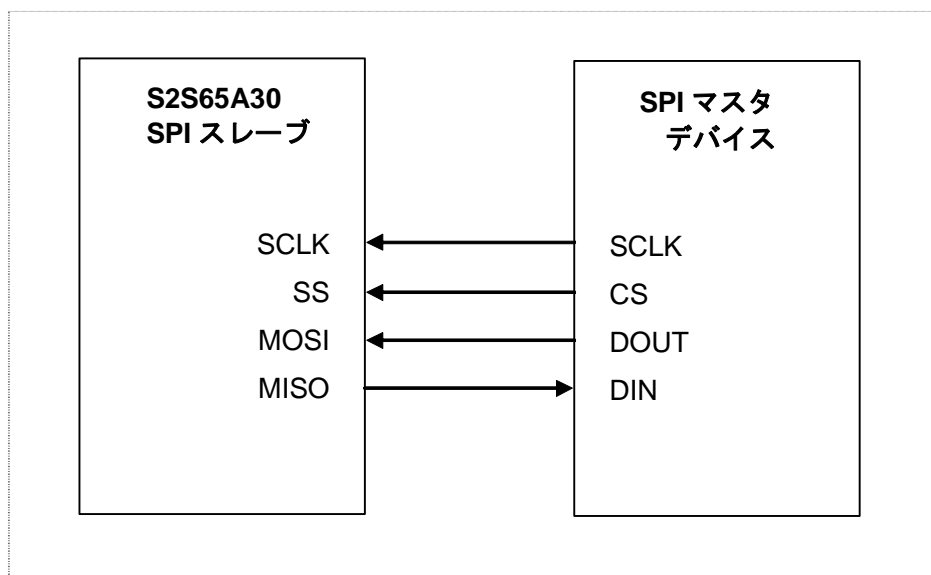 S2S65A30
SPI スレーブ
SCLK
SS
MOSI
MISO
SPI マスタ
デバイス
SCLK
CS
DOUT
DIN